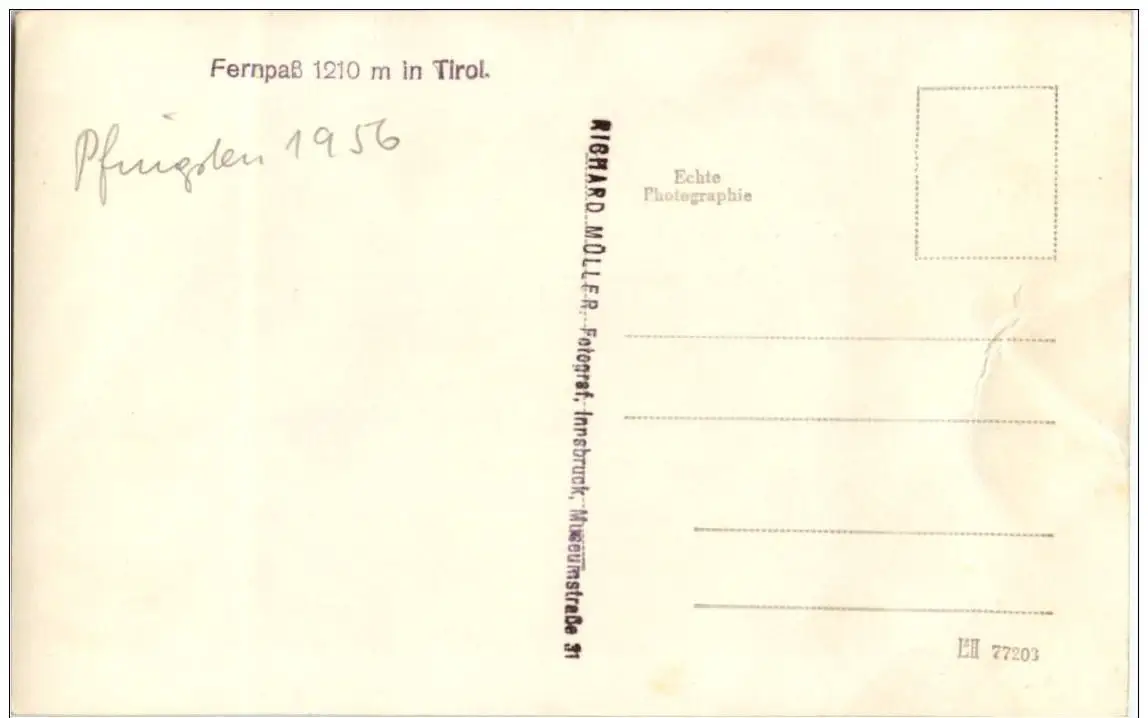 Fernpaß 1210 m in Tirol.
Pfingsten 1956
RICHARD MÜLLER, Fotograf, Innsbruck, Museumstraße 31
Echte
Photographie
77203